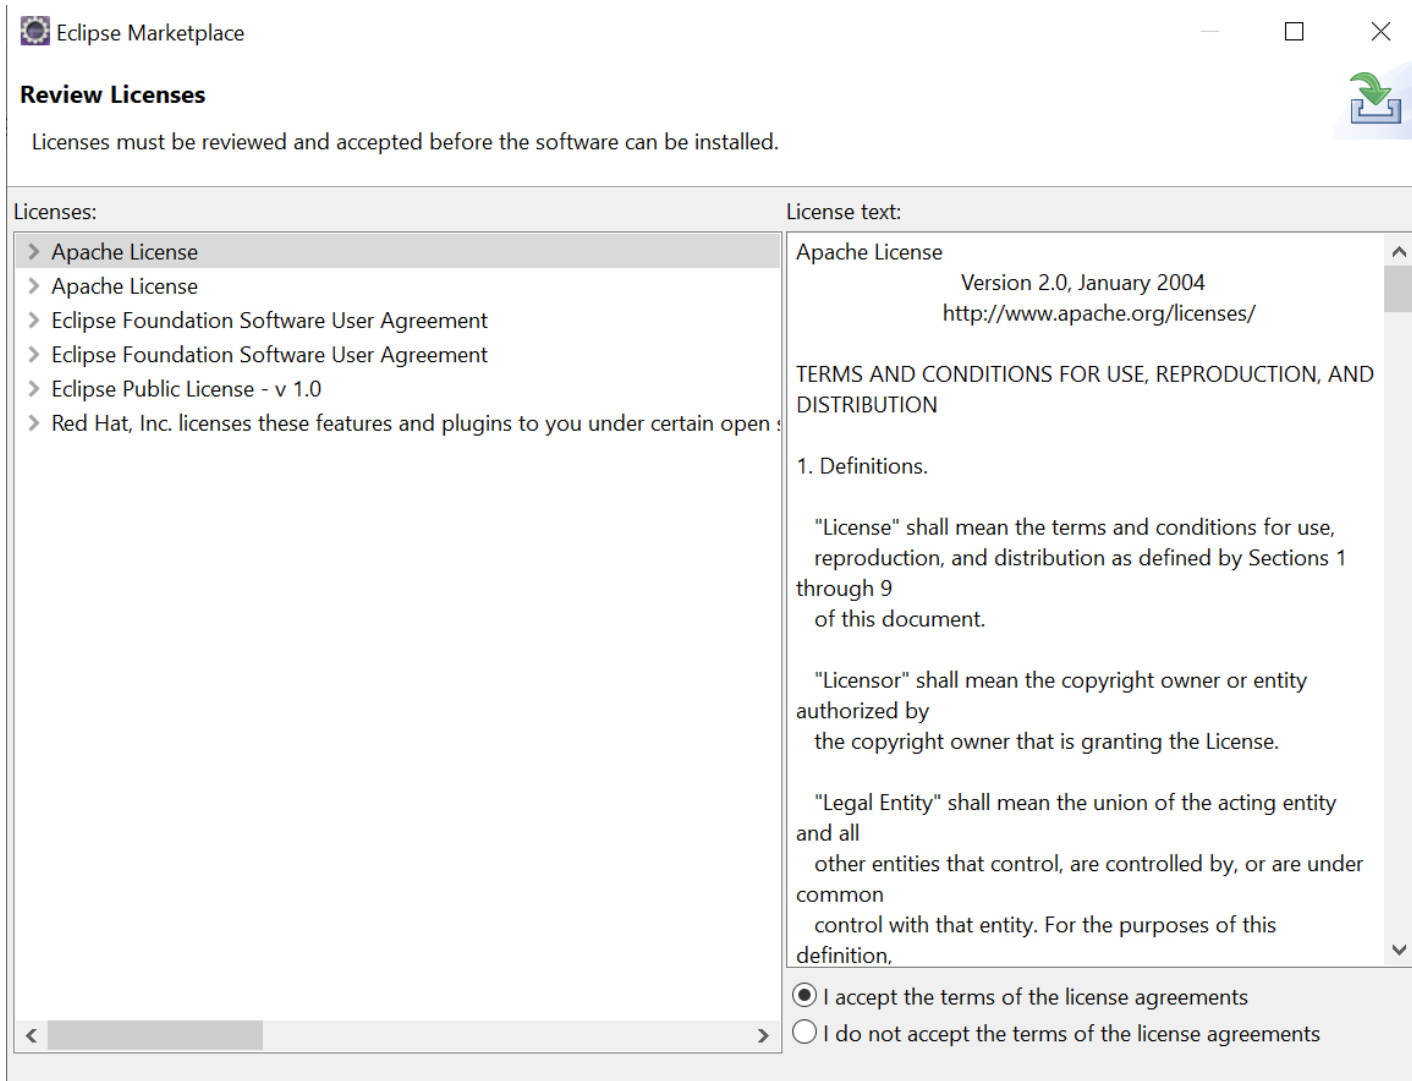 Eclipse Marketplace
Review Licenses
Licenses must be reviewed and accepted before the software can be installed.
Licenses:
Apache License
Apache License
Eclipse Foundation Software User Agreement
Eclipse Foundation Software User Agreement
Eclipse Public License - v 1.0
Red Hat, Inc. licenses these features and plugins to you under certain open
License text:
Apache License
Version 2.0, January 2004
http://www.apache.org/licenses/
TERMS AND CONDITIONS FOR USE, REPRODUCTION, AND
DISTRIBUTION
1. Definitions.
"License" shall mean the terms and conditions for use,
reproduction, and distribution as defined by Sections 1
through 9
of this document.
"Licensor" shall mean the copyright owner or entity
authorized by
the copyright owner that is granting the License.
"Legal Entity" shall mean the union of the acting entity
and all
other entities that control, are controlled by, or are under
common
control with that entity. For the purposes of this
definition,
I accept the terms of the license agreements
I do not accept the terms of the license agreements